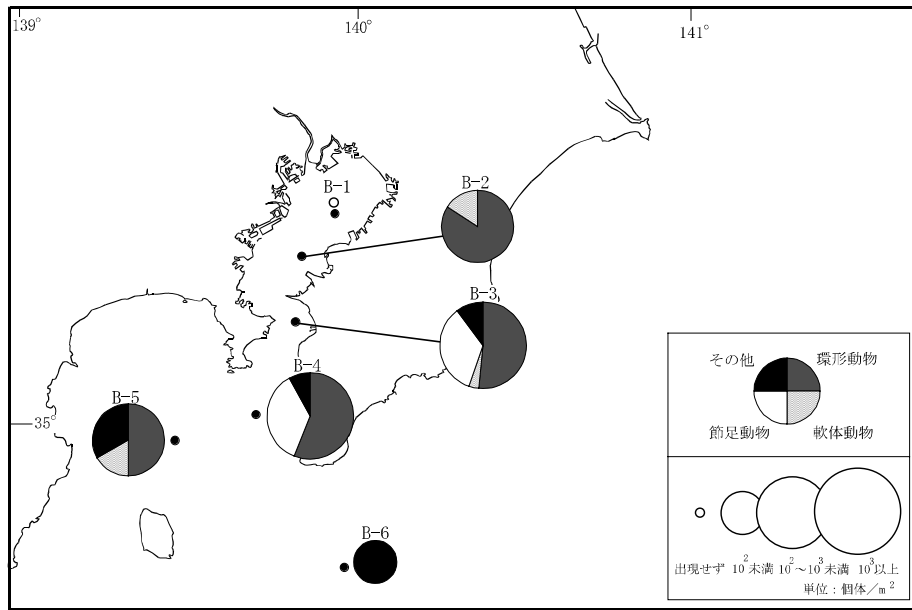 139°
140°
141°
B-1
B-2
B-3
B-4
B-5
35°
B-6
その他 環形動物
節足動物 軟体動物
出現せず 10²未満 10²～10³未満 10³以上
単位：個体／m²